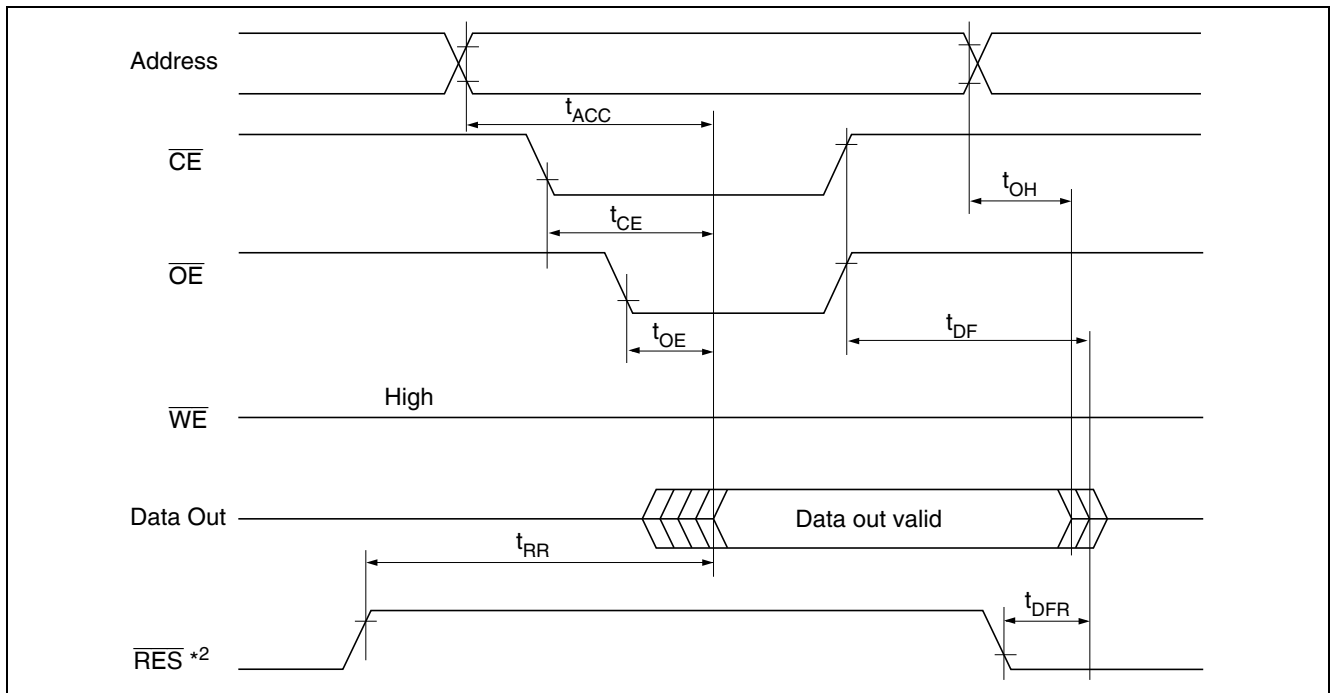 Address
tACC
CE
tOH
tCE
OE
tDF
tOE
High
WE
Data Out
Data out valid
tRR
tDFR
RES *2